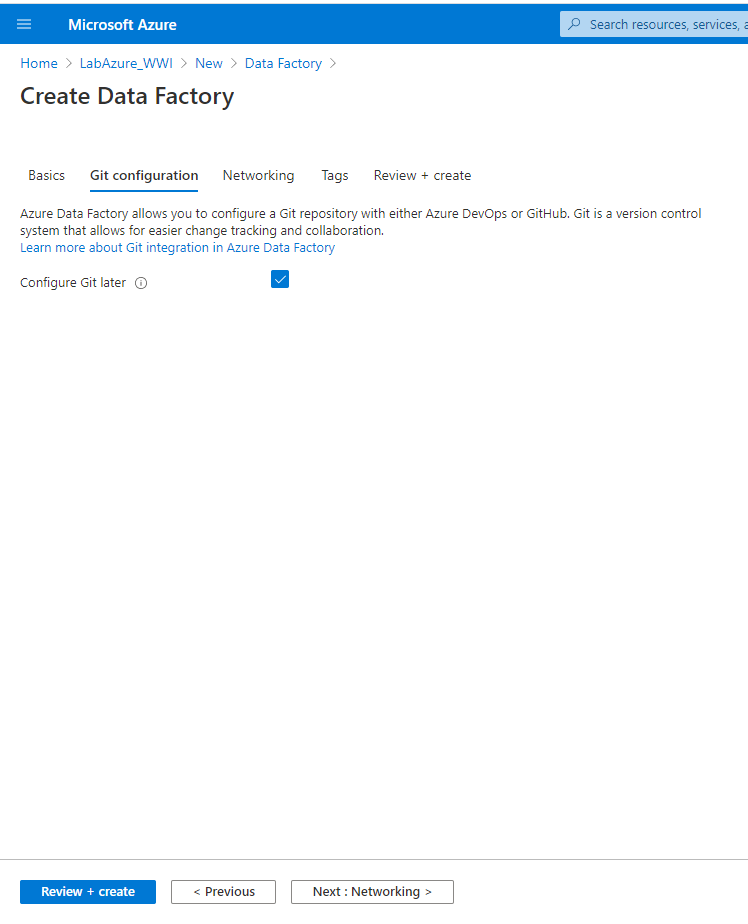 Microsoft Azure
Search resources, services, a
Home > LabAzure_WWI > New > Data Factory >
Create Data Factory
Basics Git configuration Networking Tags Review + create
Azure Data Factory allows you to configure a Git repository with either Azure DevOps or GitHub. Git is a version control
system that allows for easier change tracking and collaboration.
Learn more about Git integration in Azure Data Factory
Configure Git later
Review + create < Previous Next : Networking >